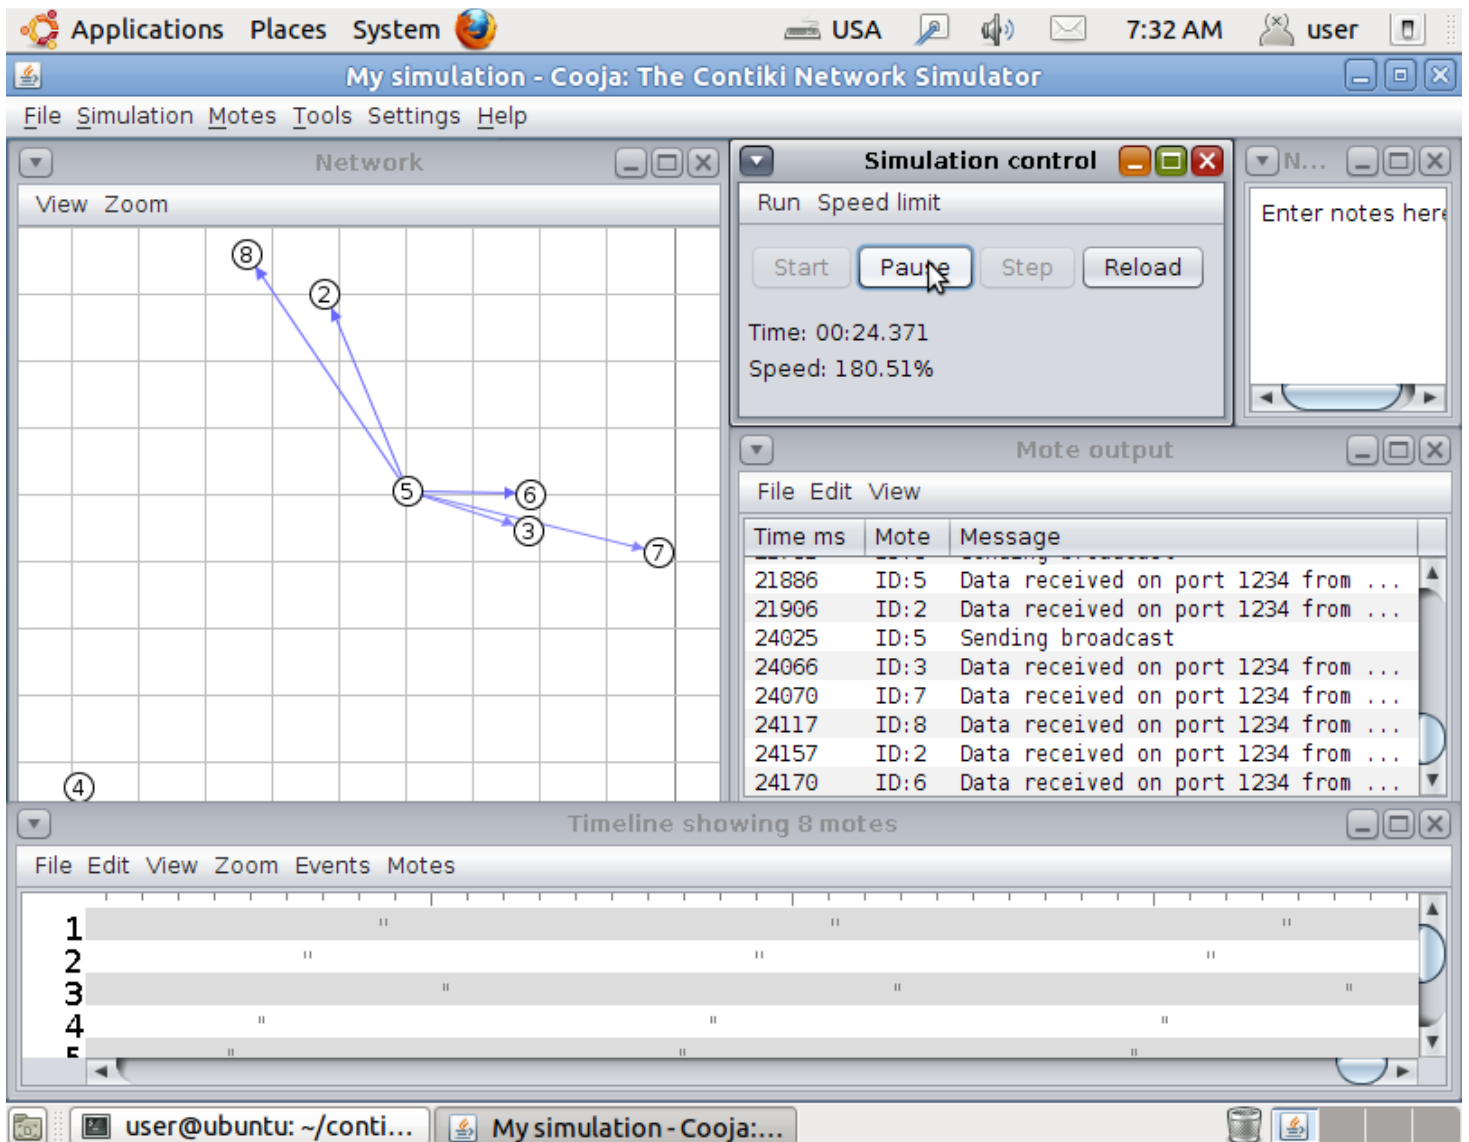 Applications Places System USA 7:32 AM user
My simulation - Cooja: The Contiki Network Simulator
File Simulation Motes Tools Settings Help
Network
View Zoom
8
2
5
6
3
7
4
Simulation control
Run Speed limit
Start Pause Step Reload
Time: 00:24.371
Speed: 180.51%
N...
Enter notes here
Mote output
File Edit View
Time ms Mote Message
21886 ID:5 Data received on port 1234 from ...
21906 ID:2 Data received on port 1234 from ...
24025 ID:5 Sending broadcast
24066 ID:3 Data received on port 1234 from ...
24070 ID:7 Data received on port 1234 from ...
24117 ID:8 Data received on port 1234 from ...
24157 ID:2 Data received on port 1234 from ...
24170 ID:6 Data received on port 1234 from ...
Timeline showing 8 motes
File Edit View Zoom Events Motes
1
2
3
4
5
user@ubuntu: ~/conti... My simulation - Cooja:...